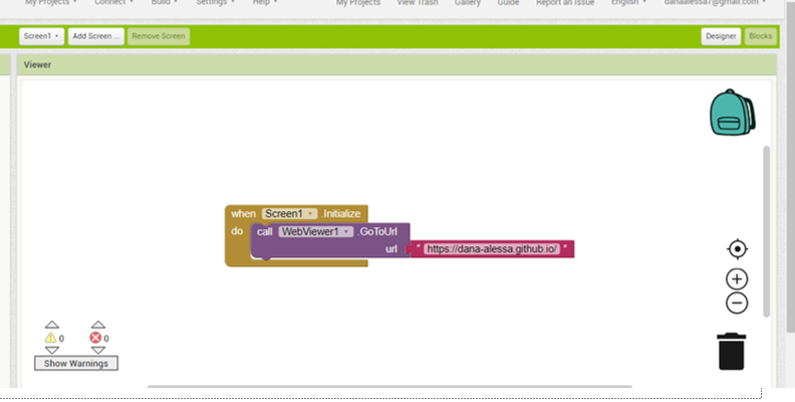 My Projects Connect Build Settings Help My Projects View Trash Gallery Guide Report an Issue English danaalessa7@gmail.com
Screen1 Add Screen ... Remove Screen Designer Blocks
Viewer
when Screen1 .Initialize
do call WebViewer1 .GoToUrl
url " https://dana-alessa.github.io/ "
0 0
Show Warnings